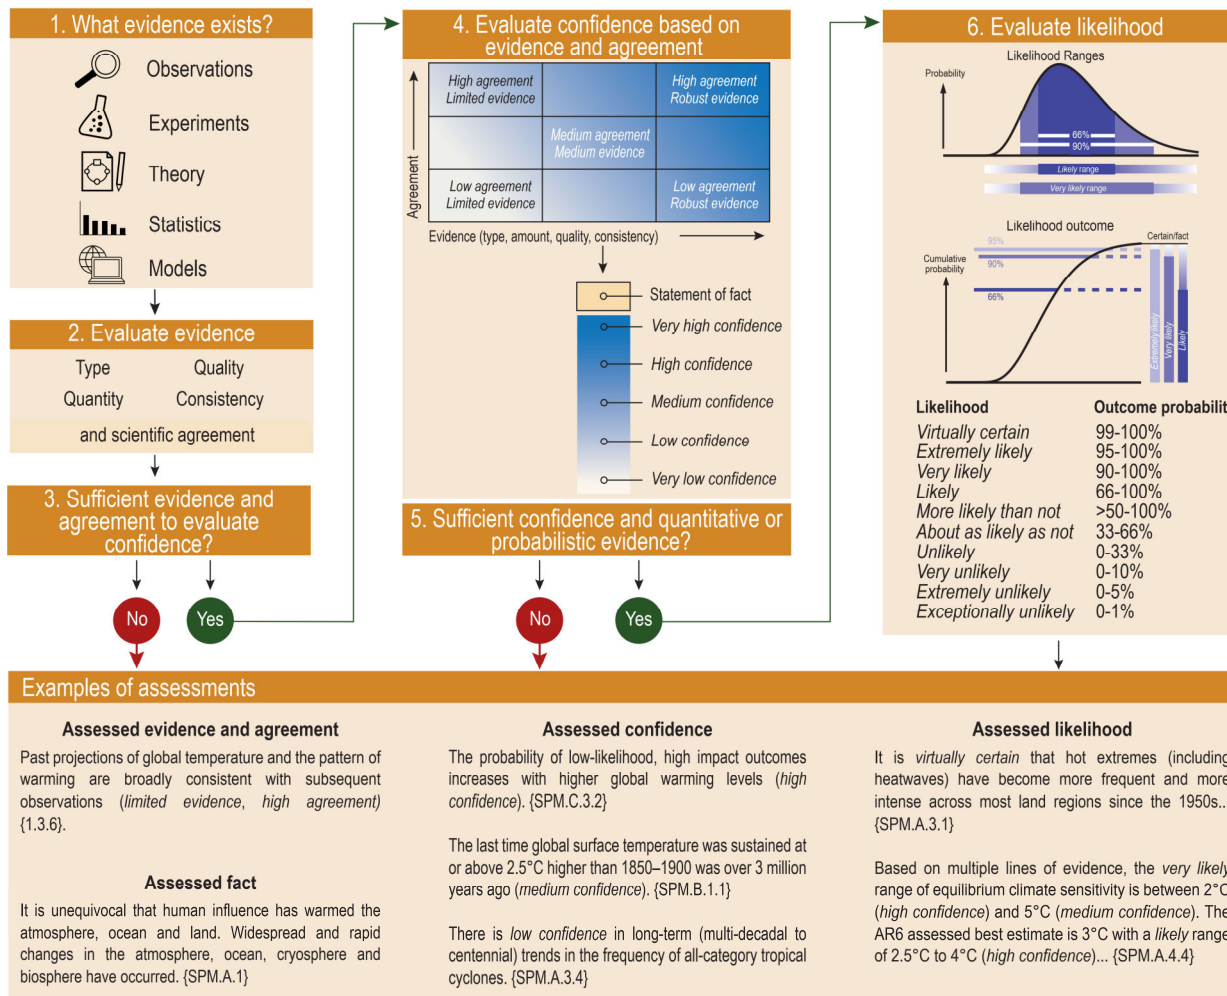 1. What evidence exists?
Observations
Experiments
Theory
Statistics
Models
2. Evaluate evidence
Type Quality
Quantity Consistency
and scientific agreement
3. Sufficient evidence and
agreement to evaluate
confidence?
No Yes
4. Evaluate confidence based on
evidence and agreement
Agreement
High agreement
Limited evidence
High agreement
Robust evidence
Medium agreement
Medium evidence
Low agreement
Limited evidence
Low agreement
Robust evidence
Evidence (type, amount, quality, consistency)
Statement of fact
Very high confidence
High confidence
Medium confidence
Low confidence
Very low confidence
5. Sufficient confidence and quantitative or
probabilistic evidence?
No Yes
6. Evaluate likelihood
Likelihood Ranges
Probability
66%
90%
Likely range
Very likely range
Likelihood outcome
Cumulative
probability
95%
90%
66%
Certain/fact
Extremely likely
Very likely
Likely
Likelihood Outcome probabilit
Virtually certain 99-100%
Extremely likely 95-100%
Very likely 90-100%
Likely 66-100%
More likely than not >50-100%
About as likely as not 33-66%
Unlikely 0-33%
Very unlikely 0-10%
Extremely unlikely 0-5%
Exceptionally unlikely 0-1%
Examples of assessments
Assessed evidence and agreement
Past projections of global temperature and the pattern of
warming are broadly consistent with subsequent
observations (limited evidence, high agreement)
{1.3.6}.
Assessed fact
It is unequivocal that human influence has warmed the
atmosphere, ocean and land. Widespread and rapid
changes in the atmosphere, ocean, cryosphere and
biosphere have occurred. {SPM.A.1}
Assessed confidence
The probability of low-likelihood, high impact outcomes
increases with higher global warming levels (high
confidence). {SPM.C.3.2}
The last time global surface temperature was sustained at
or above 2.5°C higher than 1850–1900 was over 3 million
years ago (medium confidence). {SPM.B.1.1}
There is low confidence in long-term (multi-decadal to
centennial) trends in the frequency of all-category tropical
cyclones. {SPM.A.3.4}
Assessed likelihood
It is virtually certain that hot extremes (including
heatwaves) have become more frequent and more
intense across most land regions since the 1950s...
{SPM.A.3.1}
Based on multiple lines of evidence, the very likely
range of equilibrium climate sensitivity is between 2°C
(high confidence) and 5°C (medium confidence). The
AR6 assessed best estimate is 3°C with a likely range
of 2.5°C to 4°C (high confidence)... {SPM.A.4.4}